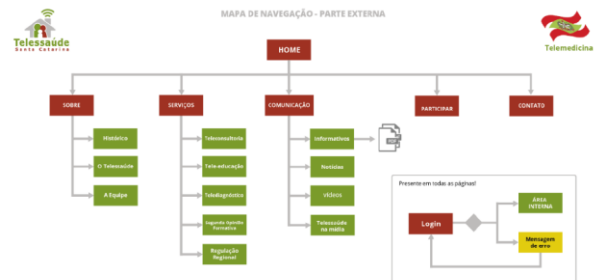 MAPA DE NAVEGAÇÃO - PARTE EXTERNA
Telessaúde
Santa Catarina
Telemedicina
HOME
SOBRE
SERVIÇOS
COMUNICAÇÃO
PARTICIPAR
CONTATO
Histórico
Teleconsultoria
Informativos
O Telessaúde
Tele-educação
Notícias
A Equipe
Telediagnóstico
vídeos
Segunda Opinião
Formativa
Telessaúde
na mídia
Regulação
Regional
Presente em todas as páginas!
Login
ÁREA
INTERNA
Mensagem
de erro